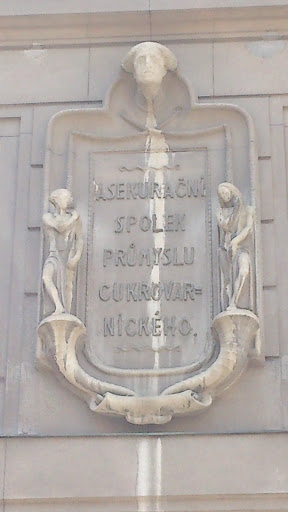 ASEKURAČNÍ
SPOLEK
PRŮMYSLU
CUKROVAR=
NICKÉHO.